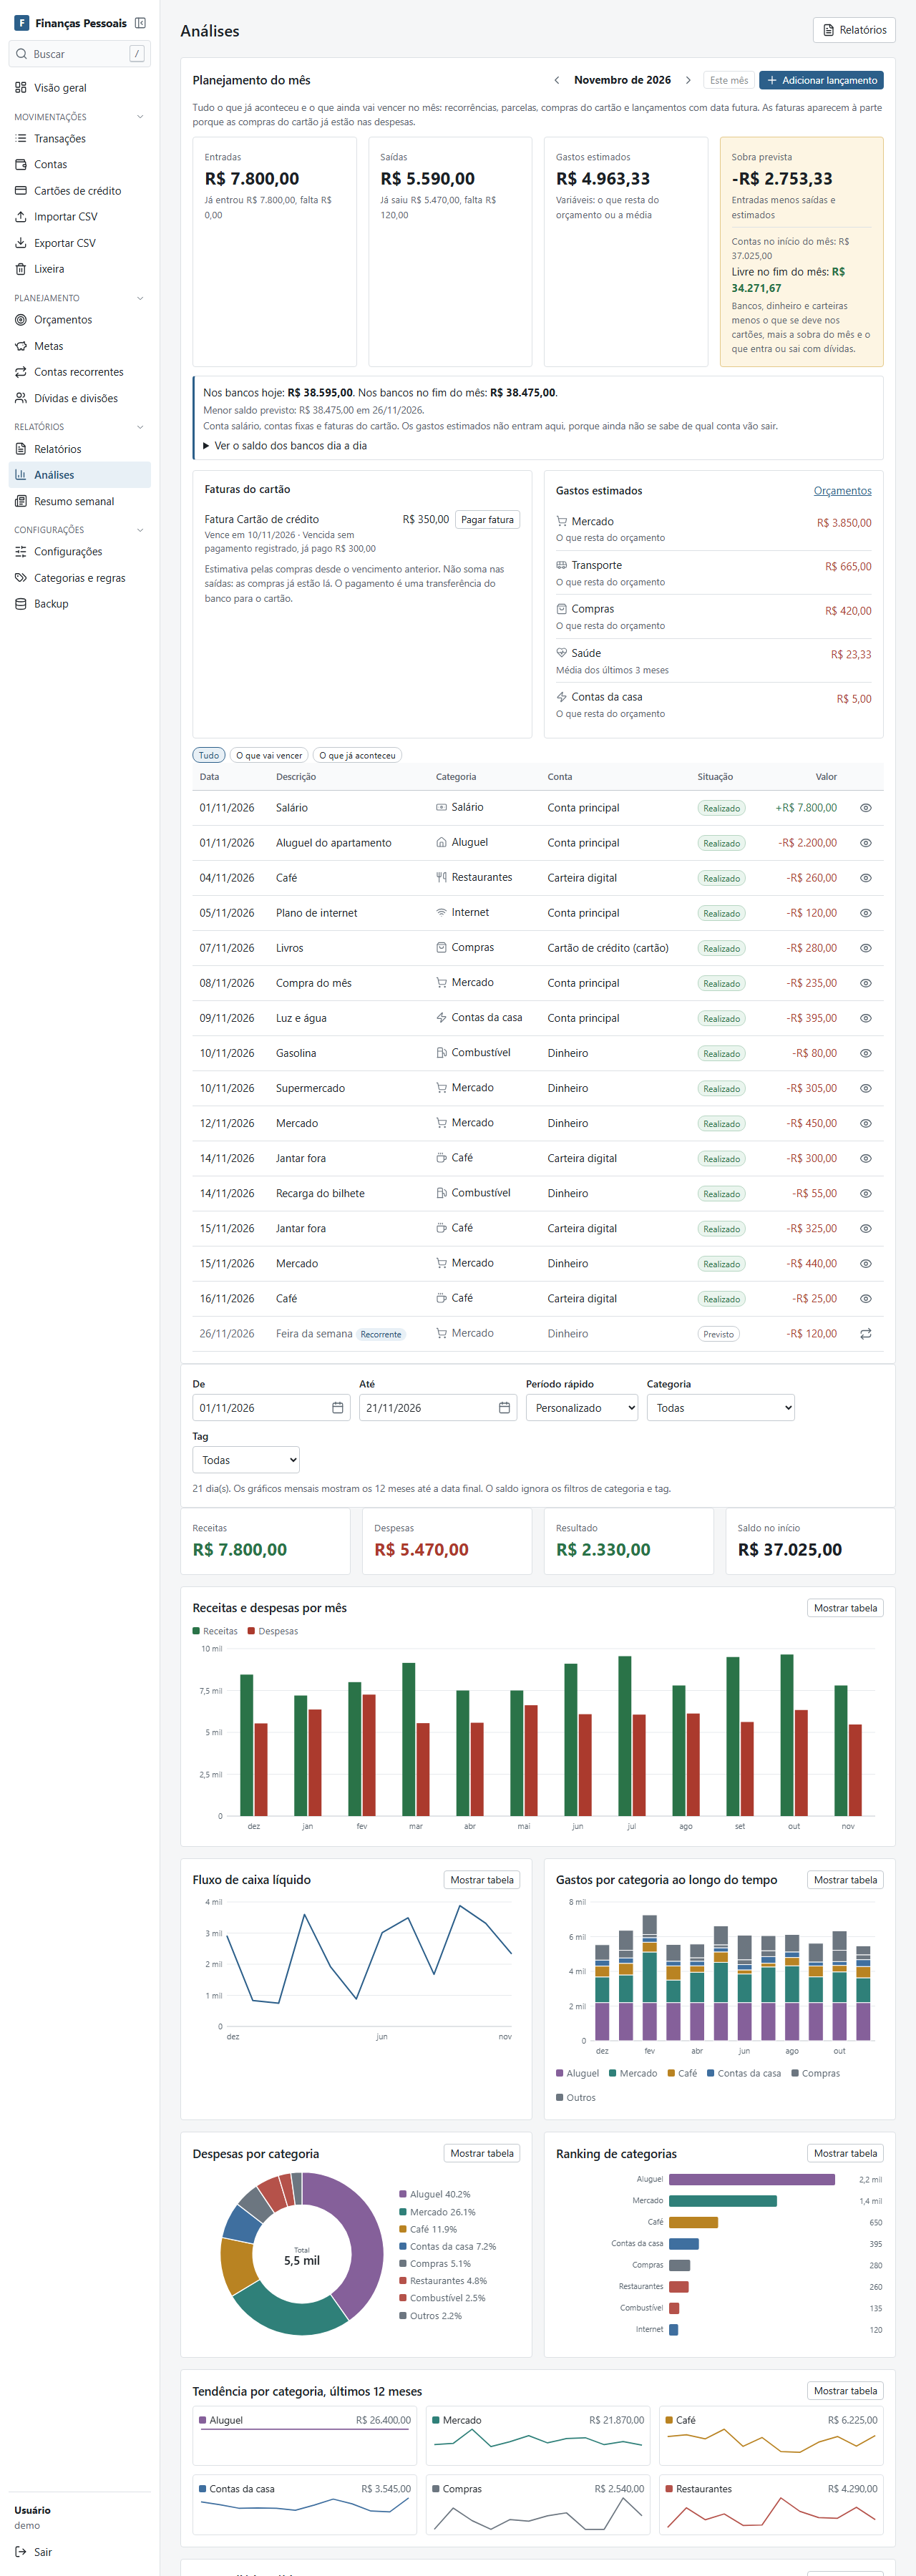 F Finanças Pessoais
Buscar /
Visão geral
MOVIMENTAÇÕES
Transações
Contas
Cartões de crédito
Importar CSV
Exportar CSV
Lixeira
PLANEJAMENTO
Orçamentos
Metas
Contas recorrentes
Dívidas e divisões
RELATÓRIOS
Relatórios
Análises
Resumo semanal
CONFIGURAÇÕES
Configurações
Categorias e regras
Backup
Usuário
demo
Sair
Análises
Relatórios
Planejamento do mês
Novembro de 2026
Este mês
Adicionar lançamento
Tudo o que já aconteceu e o que ainda vai vencer no mês: recorrências, parcelas, compras do cartão e lançamentos com data futura. As faturas aparecem à parte
porque as compras do cartão já estão nas despesas.
Entradas
R$ 7.800,00
Já entrou R$ 7.800,00, falta R$
0,00
Saídas
R$ 5.590,00
Já saiu R$ 5.470,00, falta R$
120,00
Gastos estimados
R$ 4.963,33
Variáveis: o que resta do
orçamento ou a média
Sobra prevista
-R$ 2.753,33
Entradas menos saídas e
estimados
Contas no início do mês: R$
37.025,00
Livre no fim do mês: R$
34.271,67
Bancos, dinheiro e carteiras
menos o que se deve nos
cartões, mais a sobra do mês e o
que entra ou sai com dívidas.
Nos bancos hoje: R$ 38.595,00. Nos bancos no fim do mês: R$ 38.475,00.
Menor saldo previsto: R$ 38.475,00 em 26/11/2026.
Conta salário, contas fixas e faturas do cartão. Os gastos estimados não entram aqui, porque ainda não se sabe de qual conta vão sair.
Ver o saldo dos bancos dia a dia
Faturas do cartão
Fatura Cartão de crédito R$ 350,00 Pagar fatura
Vence em 10/11/2026 · Vencida sem
pagamento registrado, já pago R$ 300,00
Estimativa pelas compras desde o vencimento anterior. Não soma nas
saídas: as compras já estão lá. O pagamento é uma transferência do
banco para o cartão.
Gastos estimados Orçamentos
Mercado R$ 3.850,00
O que resta do orçamento
Transporte R$ 665,00
O que resta do orçamento
Compras R$ 420,00
O que resta do orçamento
Saúde R$ 23,33
Média dos últimos 3 meses
Contas da casa R$ 5,00
O que resta do orçamento
Tudo O que vai vencer O que já aconteceu
Data Descrição Categoria Conta Situação Valor
01/11/2026 Salário Salário Conta principal Realizado +R$ 7.800,00
01/11/2026 Aluguel do apartamento Aluguel Conta principal Realizado -R$ 2.200,00
04/11/2026 Café Restaurantes Carteira digital Realizado -R$ 260,00
05/11/2026 Plano de internet Internet Conta principal Realizado -R$ 120,00
07/11/2026 Livros Compras Cartão de crédito (cartão) Realizado -R$ 280,00
08/11/2026 Compra do mês Mercado Conta principal Realizado -R$ 235,00
09/11/2026 Luz e água Contas da casa Conta principal Realizado -R$ 395,00
10/11/2026 Gasolina Combustível Dinheiro Realizado -R$ 80,00
10/11/2026 Supermercado Mercado Dinheiro Realizado -R$ 305,00
12/11/2026 Mercado Mercado Dinheiro Realizado -R$ 450,00
14/11/2026 Jantar fora Café Carteira digital Realizado -R$ 300,00
14/11/2026 Recarga do bilhete Combustível Carteira digital Realizado -R$ 55,00
15/11/2026 Jantar fora Café Carteira digital Realizado -R$ 325,00
15/11/2026 Mercado Mercado Dinheiro Realizado -R$ 440,00
16/11/2026 Café Café Carteira digital Realizado -R$ 25,00
26/11/2026 Feira da semana Recorrente Mercado Dinheiro Previsto -R$ 120,00
De Até Período rápido Categoria
01/11/2026 21/11/2026 Personalizado Todas
Tag
Todas
21 dia(s). Os gráficos mensais mostram os 12 meses até a data final. O saldo ignora os filtros de categoria e tag.
Receitas
R$ 7.800,00
Despesas
R$ 5.470,00
Resultado
R$ 2.330,00
Saldo no início
R$ 37.025,00
Receitas e despesas por mês Mostrar tabela
Receitas Despesas
10 mil
7,5 mil
5 mil
2,5 mil
0
dez jan fev mar abr mai jun jul ago set out nov
Fluxo de caixa líquido Mostrar tabela
4 mil
3 mil
2 mil
1 mil
0
dez jun nov
Gastos por categoria ao longo do tempo Mostrar tabela
8 mil
6 mil
4 mil
2 mil
0
dez fev abr jun ago out
Aluguel Mercado Café Contas da casa Compras
Outros
Despesas por categoria Mostrar tabela
Total
5,5 mil
Aluguel 40.2%
Mercado 26.1%
Café 11.9%
Contas da casa 7.2%
Compras 5.1%
Restaurantes 4.8%
Combustível 2.5%
Outros 2.2%
Ranking de categorias Mostrar tabela
Aluguel 2,2 mil
Mercado 1,4 mil
Café 650
Contas da casa 395
Compras 280
Restaurantes 260
Combustível 135
Internet 120
Tendência por categoria, últimos 12 meses Mostrar tabela
Aluguel R$ 26.400,00
Mercado R$ 21.870,00
Café R$ 6.225,00
Contas da casa R$ 3.545,00
Compras R$ 2.540,00
Restaurantes R$ 4.290,00